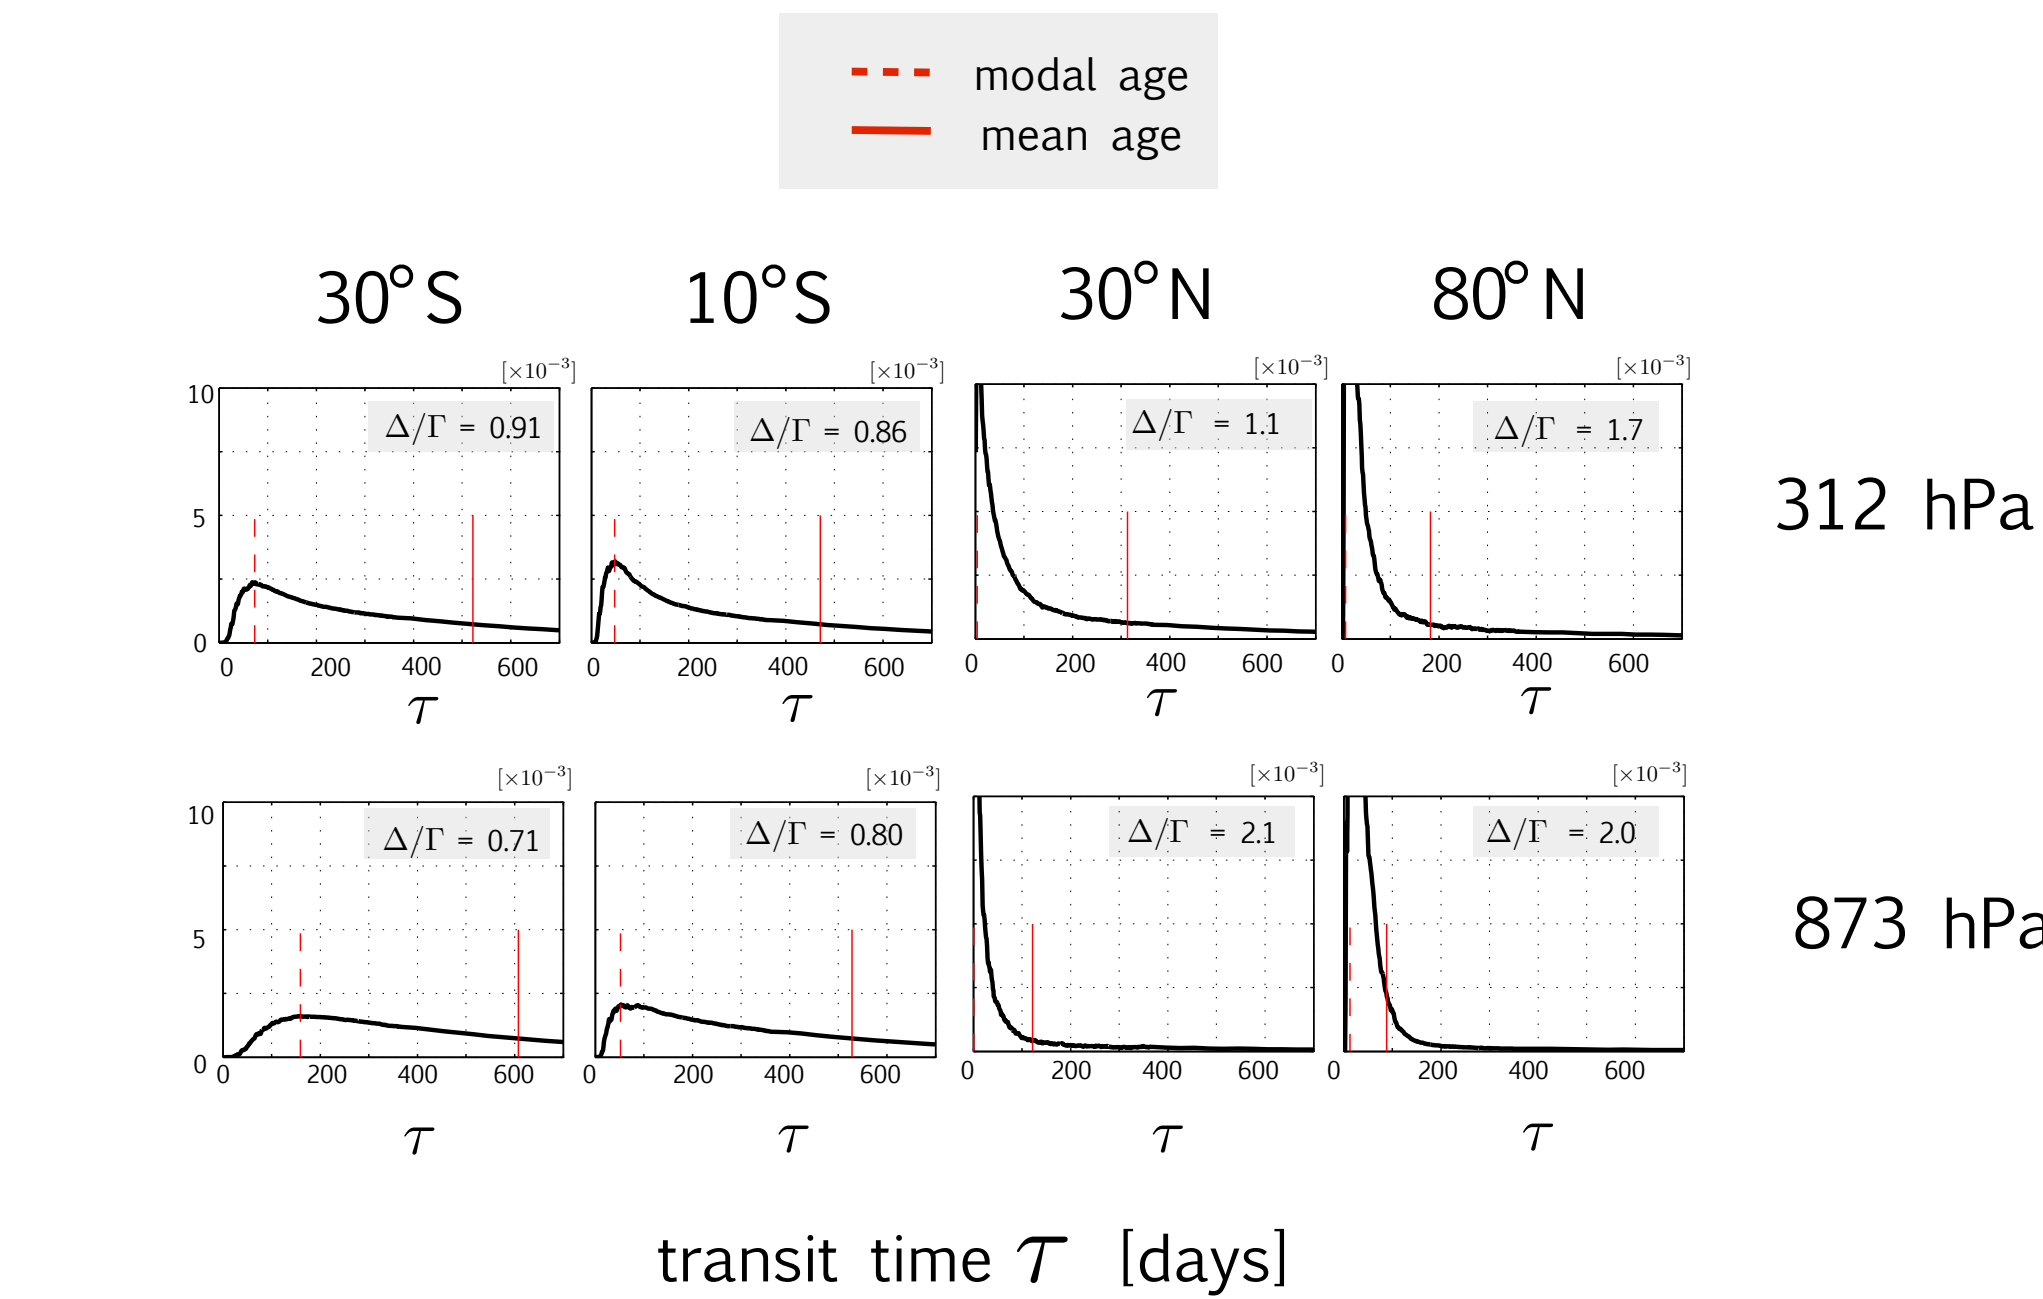 modal age
mean age
30°S 10°S 30°N 80°N
[×10−3] [×10−3] [×10−3] [×10−3]
10
Δ/Γ = 0.91 Δ/Γ = 0.86 Δ/Γ = 1.1 Δ/Γ = 1.7
312 hPa
5
0
0 200 400 600 0 200 400 600 0 200 400 600 0 200 400 600
τ τ τ τ
[×10−3] [×10−3] [×10−3] [×10−3]
10
Δ/Γ = 0.71 Δ/Γ = 0.80 Δ/Γ = 2.1 Δ/Γ = 2.0
873 hPa
5
0
0 200 400 600 0 200 400 600 0 200 400 600 0 200 400 600
τ τ τ τ
transit time τ [days]